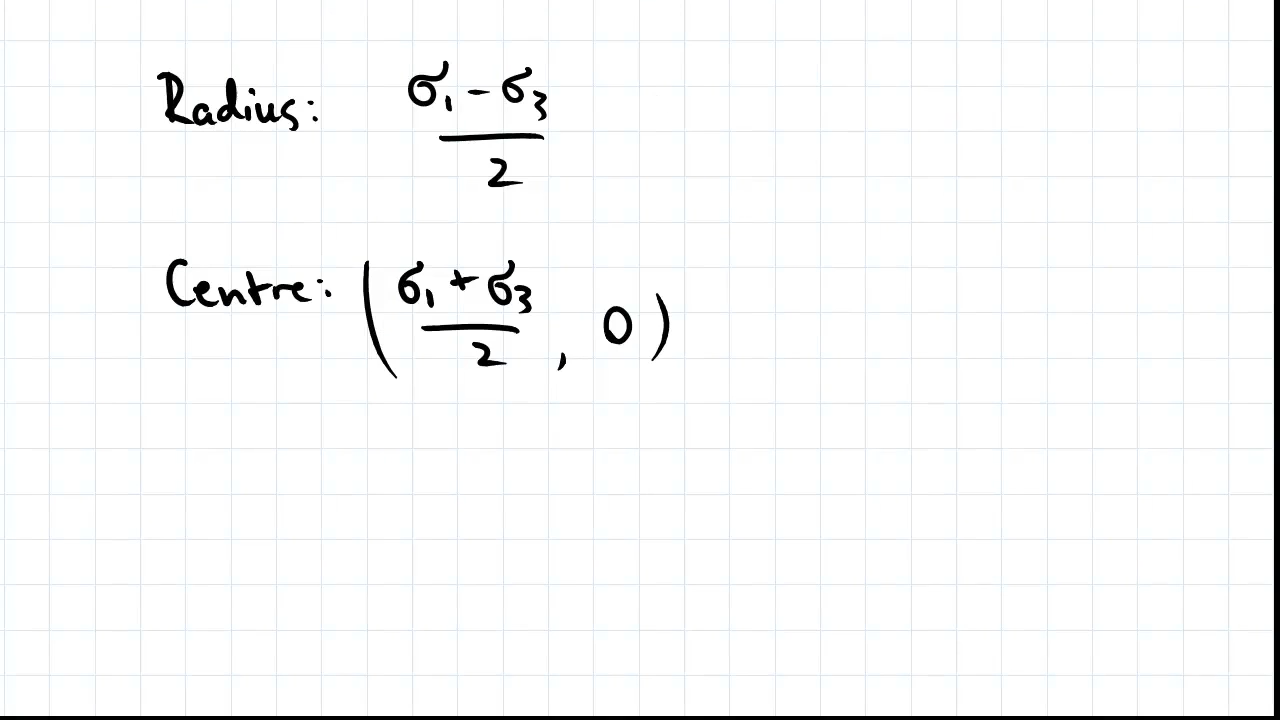 Radius: σ₁ - σ₃ / 2
Centre: ( σ₁ + σ₃ / 2 , 0 )